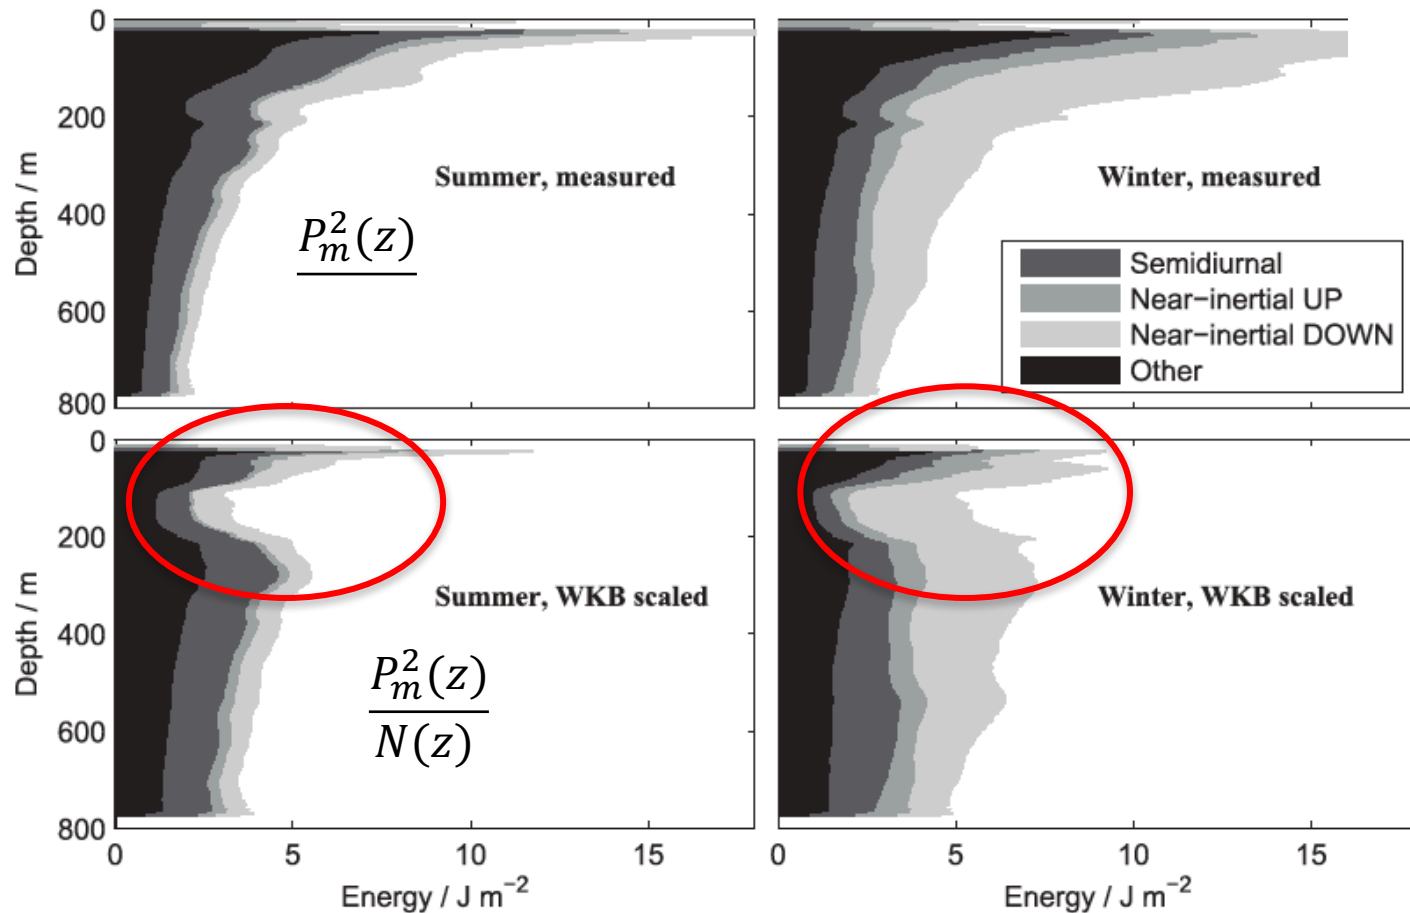 0
200
400
600
800
Depth / m
Summer, measured
P_m^2(z)
Winter, measured
Semidiurnal
Near−inertial UP
Near−inertial DOWN
Other
0
200
400
600
800
Depth / m
Summer, WKB scaled
P_m^2(z)
N(z)
0
5
10
15
Energy / J m⁻²
Winter, WKB scaled
0
5
10
15
Energy / J m⁻²